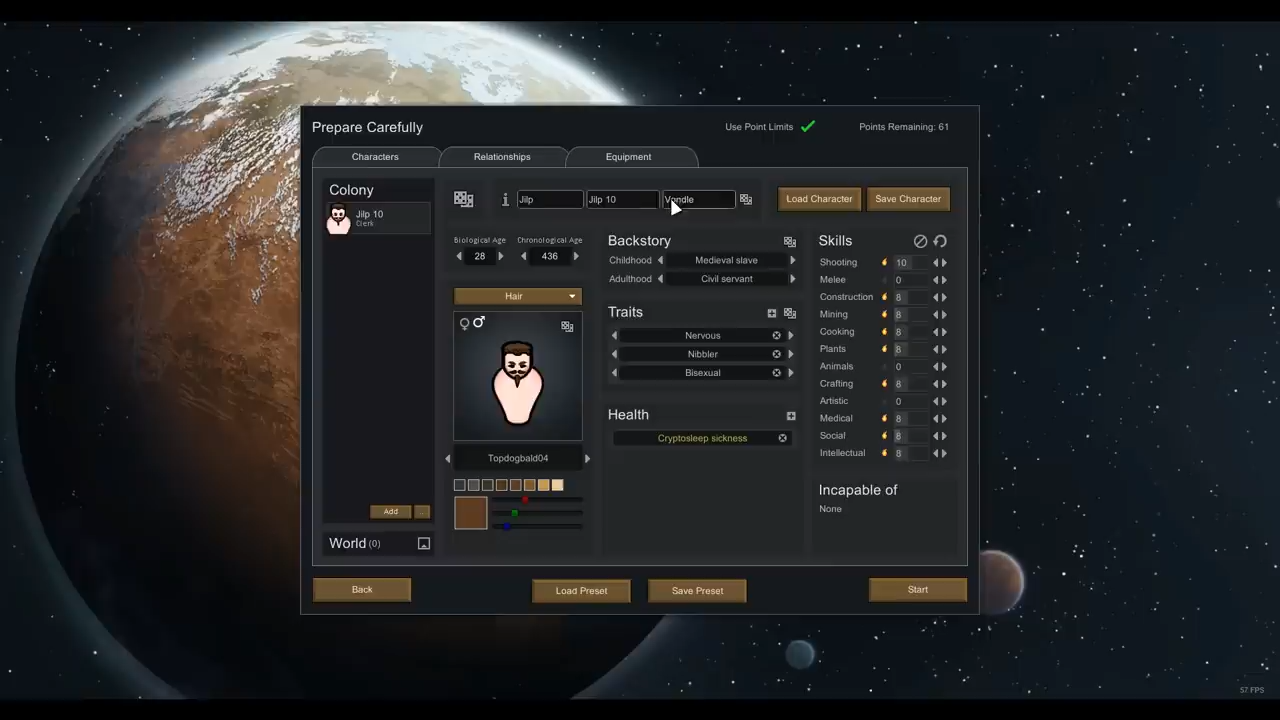 Prepare Carefully
Use Point Limits
Points Remaining: 61
Characters
Relationships
Equipment
Colony
Jilp 10
Clerk
Add
...
World (0)
Jilp
Jilp 10
Vandle
Load Character
Save Character
Biological Age
Chronological Age
28
436
Hair
Topdogbald04
Backstory
Childhood Medieval slave
Adulthood Civil servant
Traits
Nervous
Nibbler
Bisexual
Health
Cryptosleep sickness
Skills
Shooting 10
Melee 0
Construction 8
Mining 8
Cooking 8
Plants 8
Animals 0
Crafting 8
Artistic 0
Medical 8
Social 8
Intellectual 8
Incapable of
None
Back
Load Preset
Save Preset
Start
57 FPS